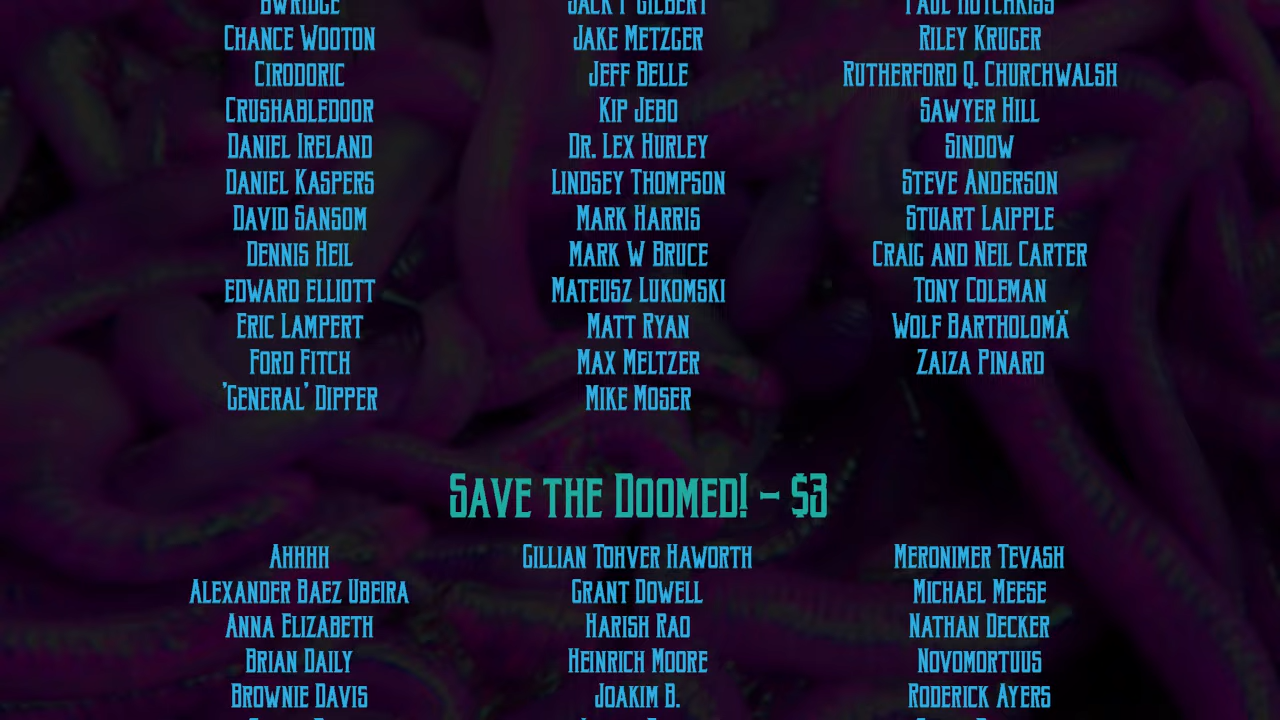 BWRIDGE
CHANCE WOOTON
CIRODORIC
CRUSHABLEDOOR
DANIEL IRELAND
DANIEL KASPERS
DAVID SANSOM
DENNIS HEIL
EDWARD ELLIOTT
ERIC LAMPERT
FORD FITCH
'GENERAL' DIPPER
JACK F GILBERT
JAKE METZGER
JEFF BELLE
KIP JEBO
DR. LEX HURLEY
LINDSEY THOMPSON
MARK HARRIS
MARK W BRUCE
MATEUSZ LUKOMSKI
MATT RYAN
MAX MELTZER
MIKE MOSER
PAUL HOTCHKISS
RILEY KRUGER
RUTHERFORD Q. CHURCHWALSH
SAWYER HILL
SINDOW
STEVE ANDERSON
STUART LAIPPLE
CRAIG AND NEIL CARTER
TONY COLEMAN
WOLF BARTHOLOMÄ
ZAIZA PINARD
SAVE THE DOOMED! – $3
AHHHH
ALEXANDER BAEZ UBEIRA
ANNA ELIZABETH
BRIAN DAILY
BROWNIE DAVIS
GILLIAN TOHVER HAWORTH
GRANT DOWELL
HARISH RAO
HEINRICH MOORE
JOAKIM B.
MERONIMER TEVASH
MICHAEL MEESE
NATHAN DECKER
NOVOMORTUUS
RODERICK AYERS